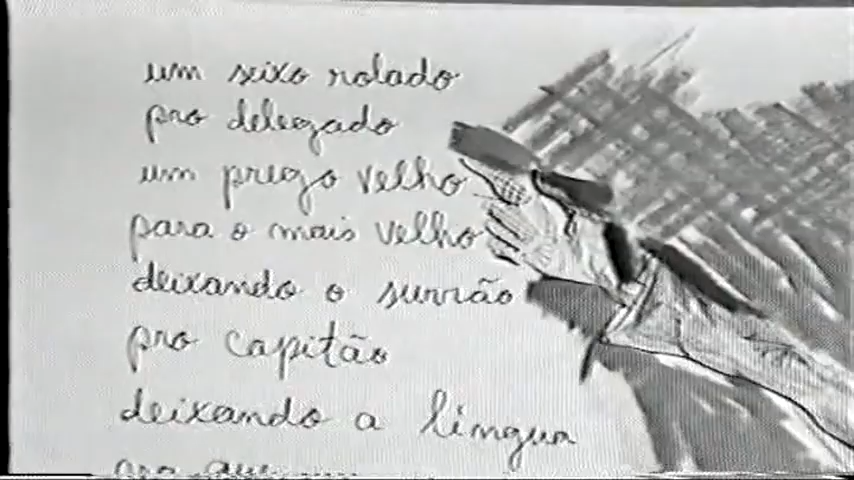 um seixo rolado
pro delegado
um prego velho
para o mais velho
deixando o surrão
pro capitão
deixando a língua